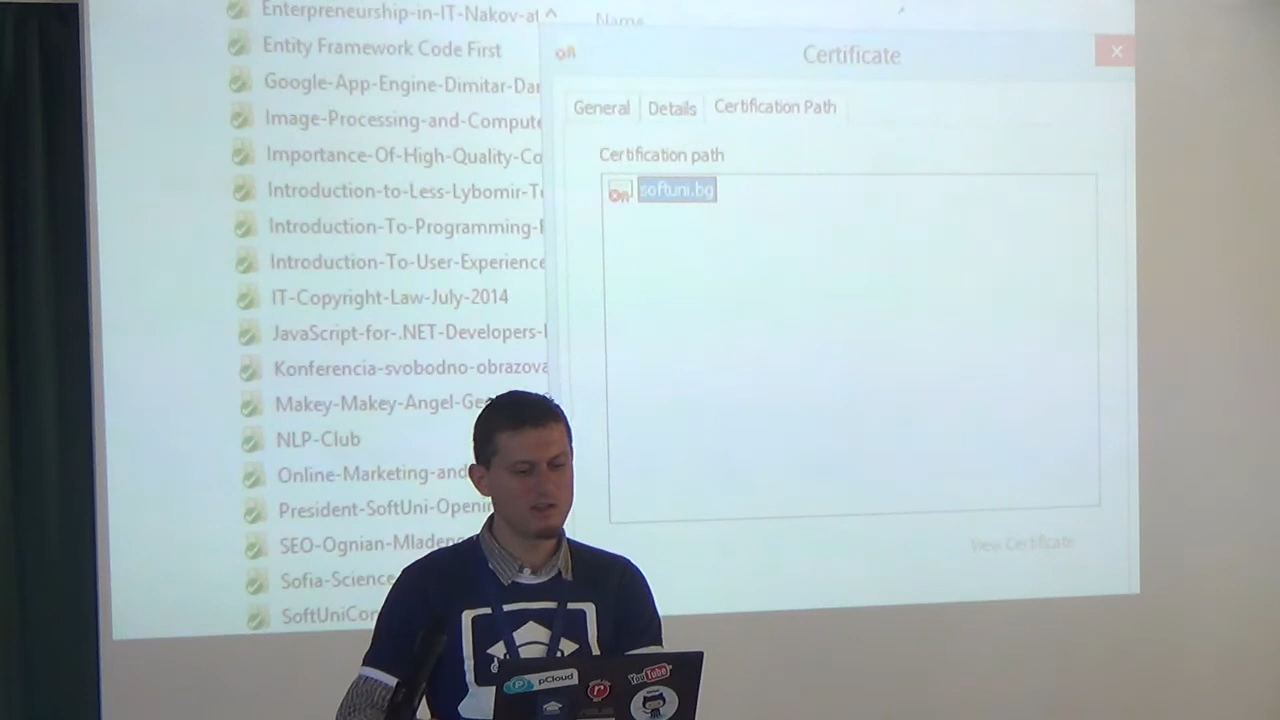 Enterpreneurship-in-IT-Nakov-at
Entity Framework Code First
Google-App-Engine-Dimitar-Dan
Image-Processing-and-Compute
Importance-Of-High-Quality-Co
Introduction-to-Less-Lybomir-T
Introduction-To-Programming-
Introduction-To-User-Experience
IT-Copyright-Law-July-2014
JavaScript-for-.NET-Developers-
Konferencia-svobodno-obrazova
Makey-Makey-Angel-Ge
NLP-Club
Online-Marketing-and
President-SoftUni-Openin
SEO-Ognian-Mladen
Sofia-Science
SoftUniCon
Name
Certificate
General
Details
Certification Path
Certification path
softuni.bg
View Certificate
pCloud
YouTube